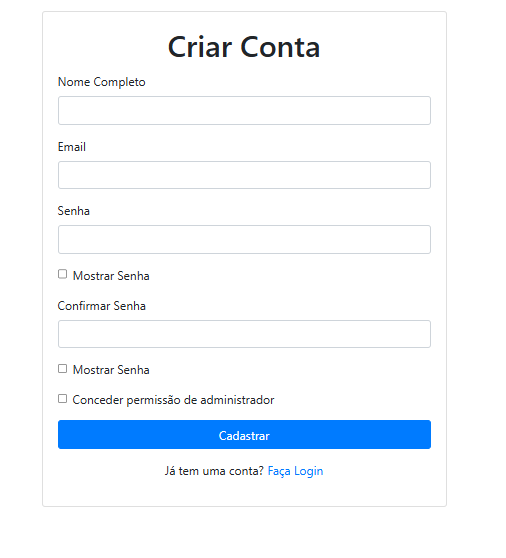 Criar Conta
Nome Completo
Email
Senha
Mostrar Senha
Confirmar Senha
Mostrar Senha
Conceder permissão de administrador
Cadastrar
Já tem uma conta? Faça Login